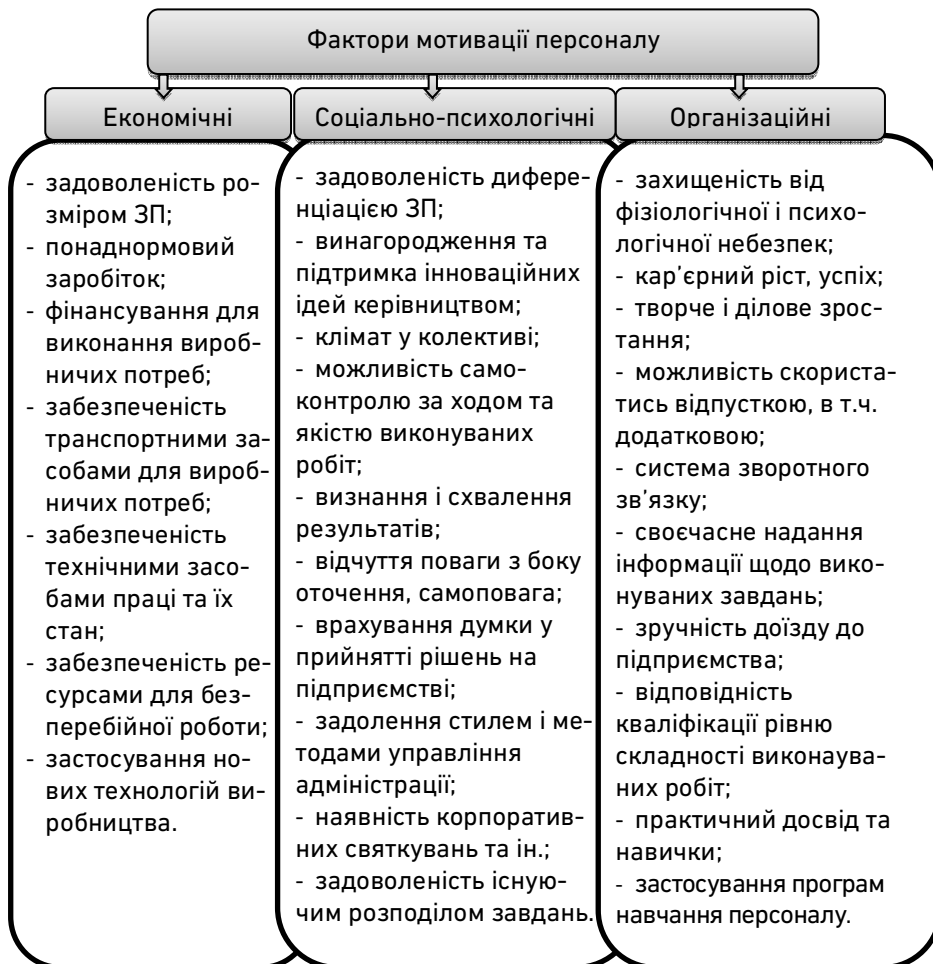 Фактори мотивації персоналу
Економічні
- задоволеність ро-
зміром ЗП;
- понаднормовий
заробіток;
- фінансування для
виконання вироб-
ничих потреб;
- забезпеченість
транспортними за-
собами для вироб-
ничих потреб;
- забезпеченість
технічними засо-
бами праці та їх
стан;
- забезпеченість ре-
сурсами для без-
перебійної роботи;
- застосування но-
вих технологій ви-
робництва.
Соціально-психологічні
- задоволеність дифере-
нціацією ЗП;
- винагородження та
підтримка інноваційних
ідей керівництвом;
- клімат у колективі;
- можливість само-
контролю за ходом та
якістю виконуваних
робіт;
- визнання і схвалення
результатів;
- відчуття поваги з боку
оточення, самоповага;
- врахування думки у
прийнятті рішень на
підприємстві;
- задолення стилем і ме-
тодами управління
адміністрації;
- наявність корпоратив-
них святкувань та ін.;
- задоволеність існую-
чим розподілом завдань.
Організаційні
- захищеність від
фізіологічної і психо-
логічної небезпек;
- кар’єрний ріст, успіх;
- творче і ділове зрос-
тання;
- можливість скориста-
тись відпусткою, в т.ч.
додатковою;
- система зворотного
зв’язку;
- своєчасне надання
інформації щодо вико-
нуваних завдань;
- зручність доїзду до
підприємства;
- відповідність
кваліфікації рівню
складності виконаува-
них робіт;
- практичний досвід та
навички;
- застосування програм
навчання персоналу.